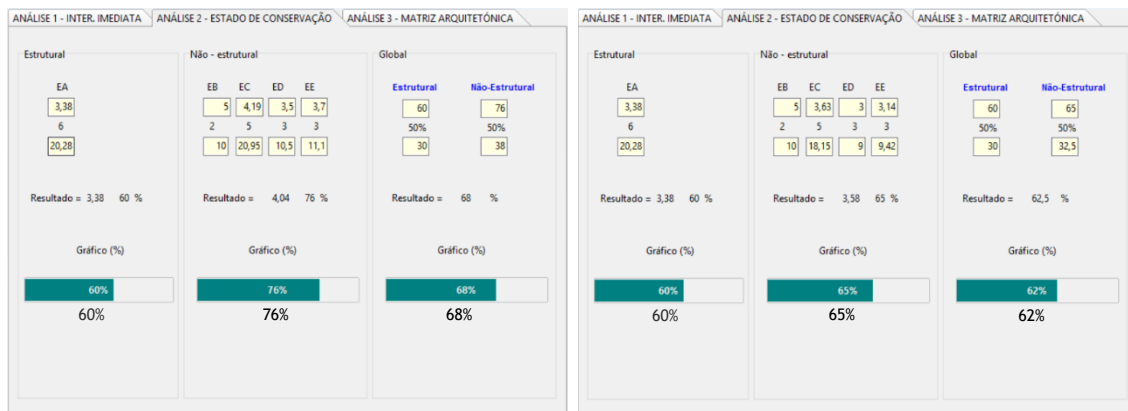 ANÁLISE 1 - INTER. IMEDIATA ANÁLISE 2 - ESTADO DE CONSERVAÇÃO ANÁLISE 3 - MATRIZ ARQUITETÓNICA
Estrutural Não - estrutural Global
EA EB EC ED EE Estrutural Não-Estrutural
3,38 5 4,19 3,5 3,7 60 76
6 2 5 3 3 50% 50%
20,28 10 20,95 10,5 11,1 30 38
Resultado = 3,38 60 % Resultado = 4,04 76 % Resultado = 68 %
Gráfico (%) Gráfico (%) Gráfico (%)
60% 76% 68%
60% 76% 68%
ANÁLISE 1 - INTER. IMEDIATA ANÁLISE 2 - ESTADO DE CONSERVAÇÃO ANÁLISE 3 - MATRIZ ARQUITETÓNICA
Estrutural Não - estrutural Global
EA EB EC ED EE Estrutural Não-Estrutural
3,38 5 3,63 3 3,14 60 65
6 2 5 3 3 50% 50%
20,28 10 18,15 9 9,42 30 32,5
Resultado = 3,38 60 % Resultado = 3,58 65 % Resultado = 62,5 %
Gráfico (%) Gráfico (%) Gráfico (%)
60% 65% 62%
60% 65% 62%